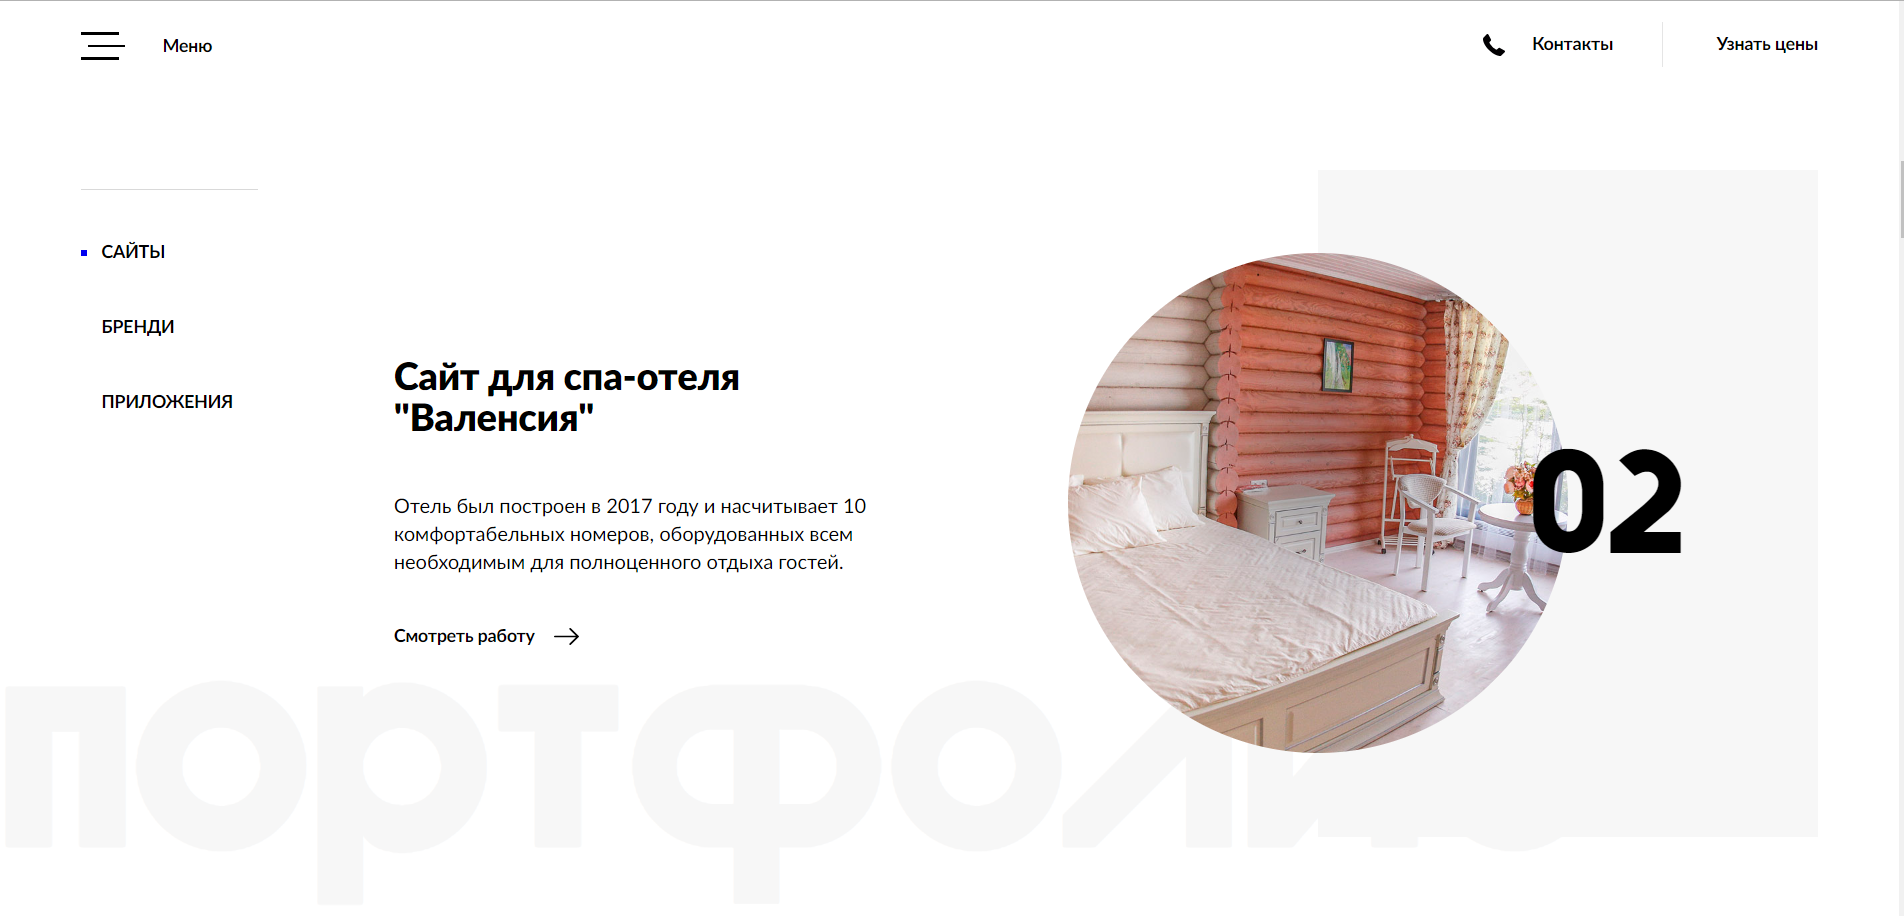 Меню
Контакты
Узнать цены
САЙТЫ
БРЕНДИ
ПРИЛОЖЕНИЯ
Сайт для спа-отеля
"Валенсия"
Отель был построен в 2017 году и насчитывает 10
комфортабельных номеров, оборудованных всем
необходимым для полноценного отдыха гостей.
Смотреть работу
02
портфолио